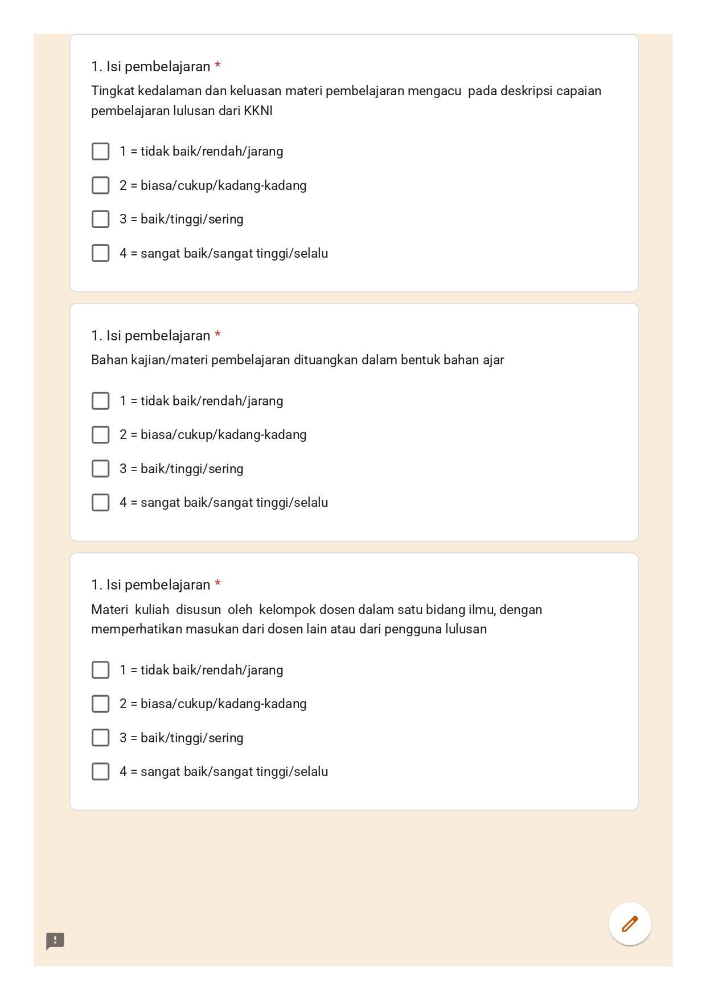 1. Isi pembelajaran *
Tingkat kedalaman dan keluasan materi pembelajaran mengacu  pada deskripsi capaian
pembelajaran lulusan dari KKNI
1 = tidak baik/rendah/jarang
2 = biasa/cukup/kadang-kadang
3 = baik/tinggi/sering
4 = sangat baik/sangat tinggi/selalu
1. Isi pembelajaran *
Bahan kajian/materi pembelajaran dituangkan dalam bentuk bahan ajar
1 = tidak baik/rendah/jarang
2 = biasa/cukup/kadang-kadang
3 = baik/tinggi/sering
4 = sangat baik/sangat tinggi/selalu
1. Isi pembelajaran *
Materi  kuliah  disusun  oleh  kelompok dosen dalam satu bidang ilmu, dengan
memperhatikan masukan dari dosen lain atau dari pengguna lulusan
1 = tidak baik/rendah/jarang
2 = biasa/cukup/kadang-kadang
3 = baik/tinggi/sering
4 = sangat baik/sangat tinggi/selalu